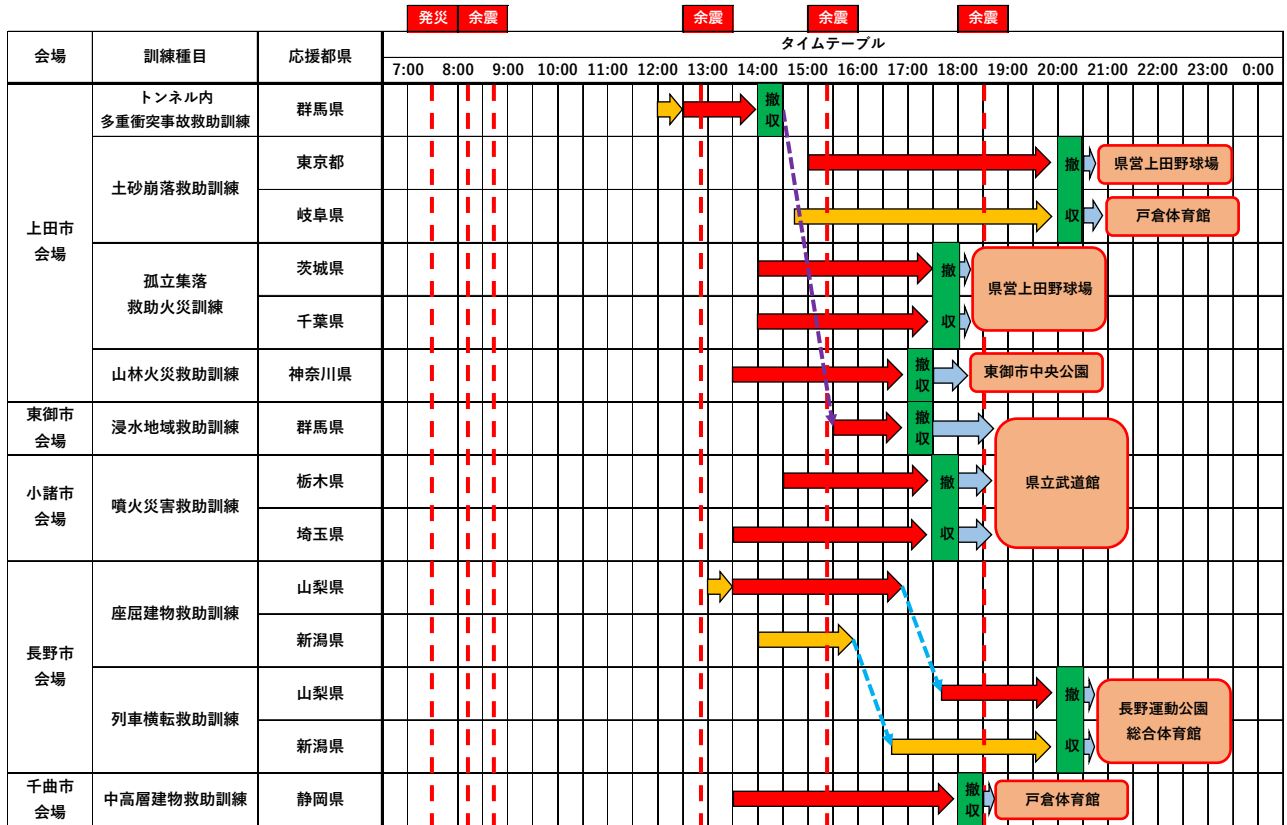 発災 余震 余震 余震 余震
会場 訓練種目 応援都県 タイムテーブル
7:00 8:00 9:00 10:00 11:00 12:00 13:00 14:00 15:00 16:00 17:00 18:00 19:00 20:00 21:00 22:00 23:00 0:00
上田市
会場
トンネル内
多重衝突事故救助訓練
群馬県
撤
収
土砂崩落救助訓練
東京都
撤
県営上田野球場
岐阜県
収
戸倉体育館
孤立集落
救助火災訓練
茨城県
撤
県営上田野球場
千葉県
収
山林火災救助訓練
神奈川県
撤
収
東御市中央公園
東御市
会場
浸水地域救助訓練
群馬県
撤
収
県立武道館
小諸市
会場
噴火災害救助訓練
栃木県
撤
埼玉県
収
長野市
会場
座屈建物救助訓練
山梨県
新潟県
列車横転救助訓練
山梨県
撤
長野運動公園
総合体育館
新潟県
収
千曲市
会場
中高層建物救助訓練
静岡県
撤
収
戸倉体育館